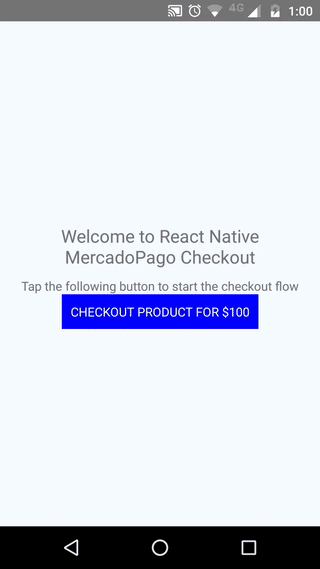 4G 1:00
Welcome to React Native
MercadoPago Checkout
Tap the following button to start the checkout flow
CHECKOUT PRODUCT FOR $100